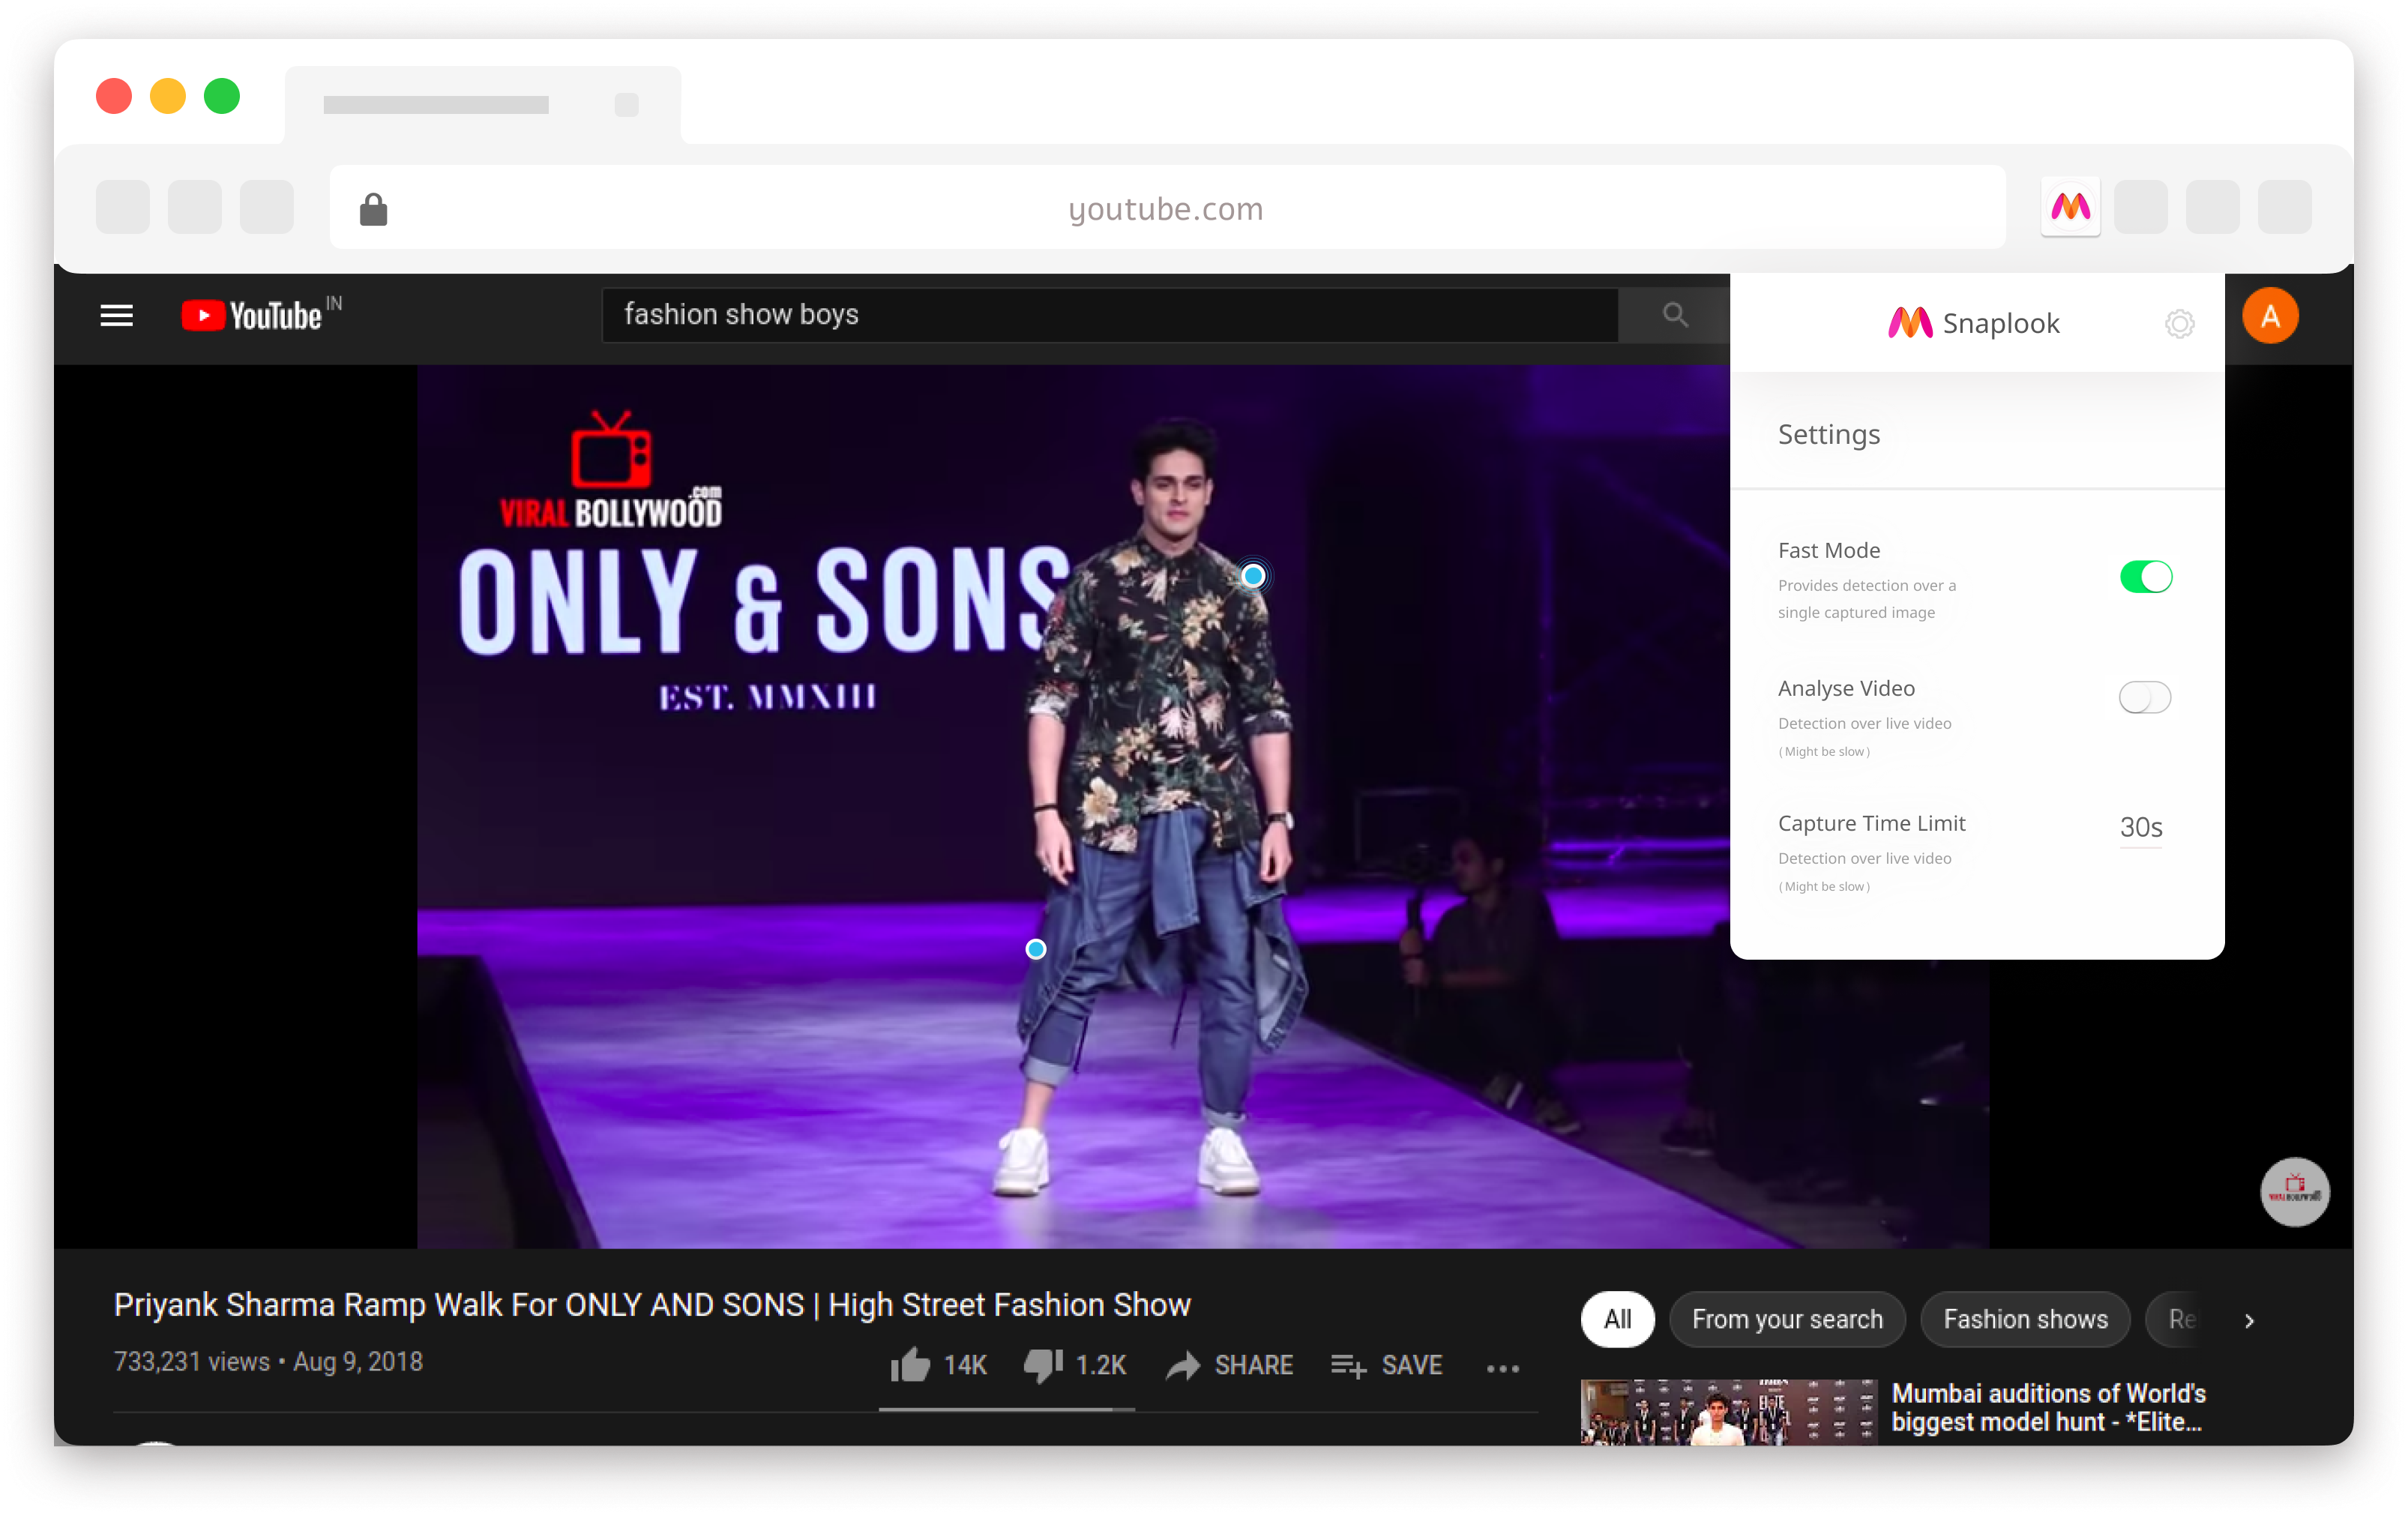 youtube.com
YouTube IN
fashion show boys
Snaplook
A
Settings
Fast Mode
Provides detection over a
single captured image
Analyse Video
Detection over live video
(Might be slow)
Capture Time Limit
30s
Detection over live video
(Might be slow)
VIRAL BOLLYWOOD.com
ONLY & SONS
EST. MMXIII
VIRAL BOLLYWOOD
Priyank Sharma Ramp Walk For ONLY AND SONS | High Street Fashion Show
733,231 views • Aug 9, 2018
14K
1.2K
SHARE
SAVE
All
From your search
Fashion shows
Re
Mumbai auditions of World's
biggest model hunt - *Elite...
ELITE